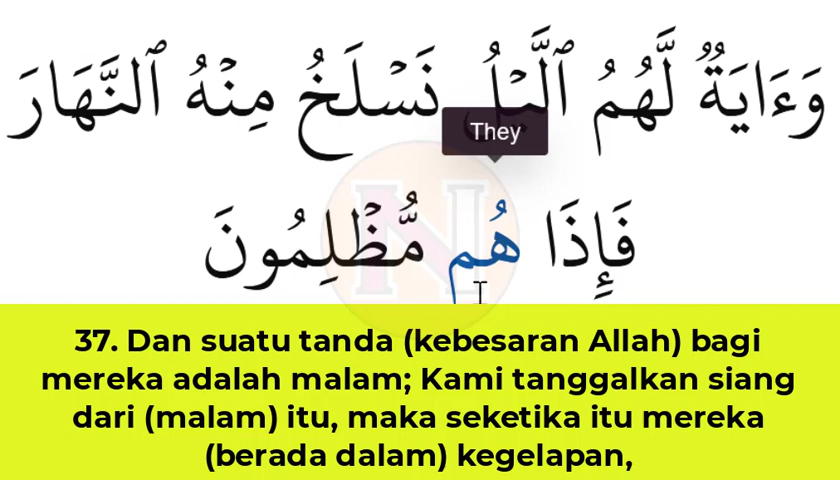 وَءَايَةٌ لَّهُمُ ٱلَّيْلُ نَسْلَخُ مِنْهُ ٱلنَّهَارَ
They
فَإِذَا هُم مُّظْلِمُونَ
37. Dan suatu tanda (kebesaran Allah) bagi
mereka adalah malam; Kami tanggalkan siang
dari (malam) itu, maka seketika itu mereka
(berada dalam) kegelapan,